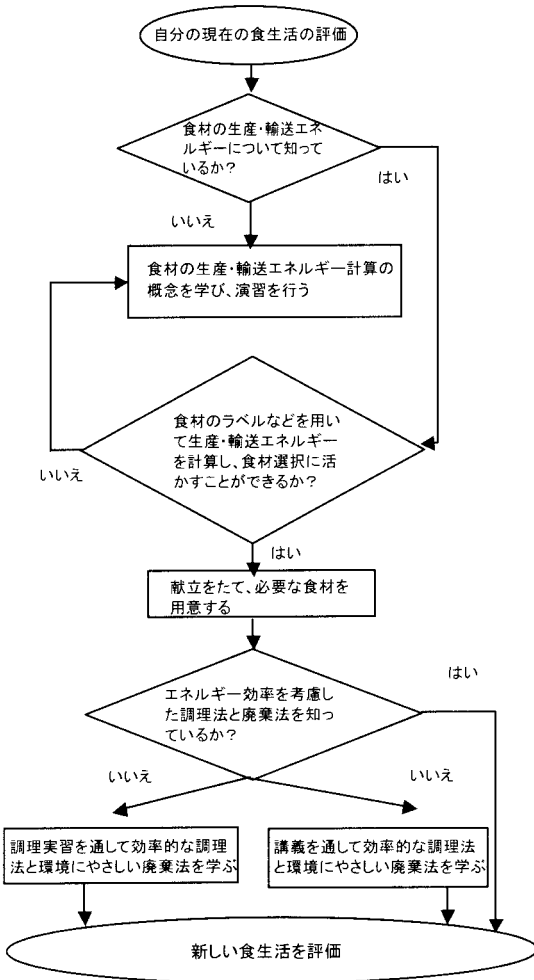 自分の現在の食生活の評価
食材の生産・輸送エネ
ルギーについて知って
いるか？
はい
いいえ
食材の生産・輸送エネルギー計算の
概念を学び、演習を行う
食材のラベルなどを用い
て生産・輸送エネルギー
を計算し、食材選択に活
かすことができるか？
いいえ
はい
献立をたて、必要な食材を
用意する
はい
エネルギー効率を考慮し
た調理法と廃棄法を知っ
ているか？
いいえ
いいえ
調理実習を通して効率的な調理
法と環境にやさしい廃棄法を学ぶ
講義を通して効率的な調理法
と環境にやさしい廃棄法を学ぶ
新しい食生活を評価